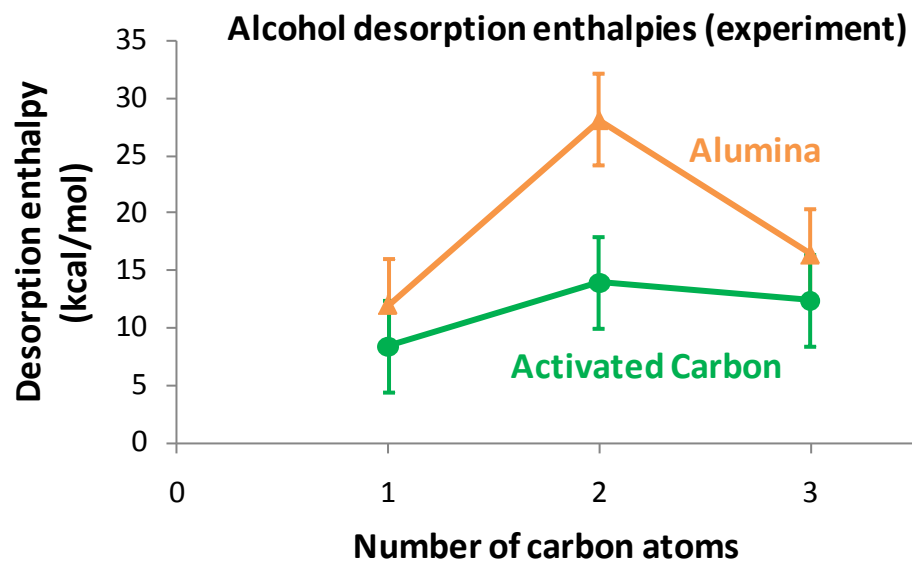 Alcohol desorption enthalpies (experiment)
Desorption enthalpy
(kcal/mol)
35
30
25
20
15
10
5
0
Alumina
Activated Carbon
0 1 2 3
Number of carbon atoms